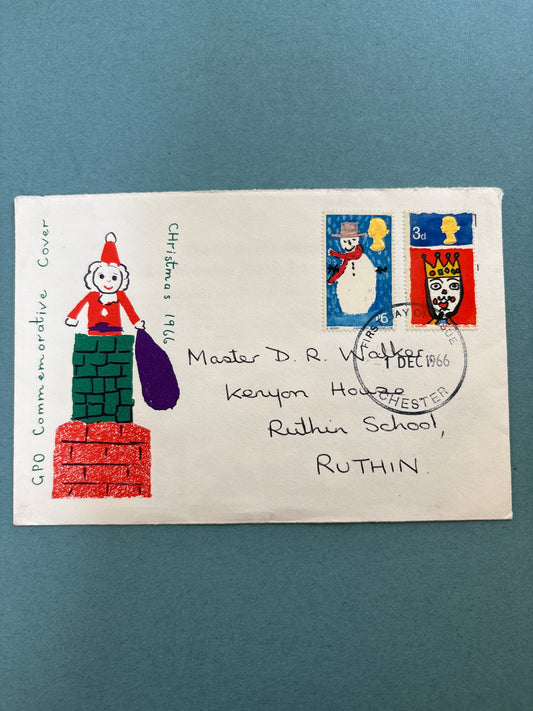 GPO Commemorative Cover
CHristmas 1966
/6
3d
FIRST DAY OF ISSUE
-1 DEC 1966
CHESTER
Master D. R. Walker,
Kenyon House
Ruthin School,
RUTHIN.